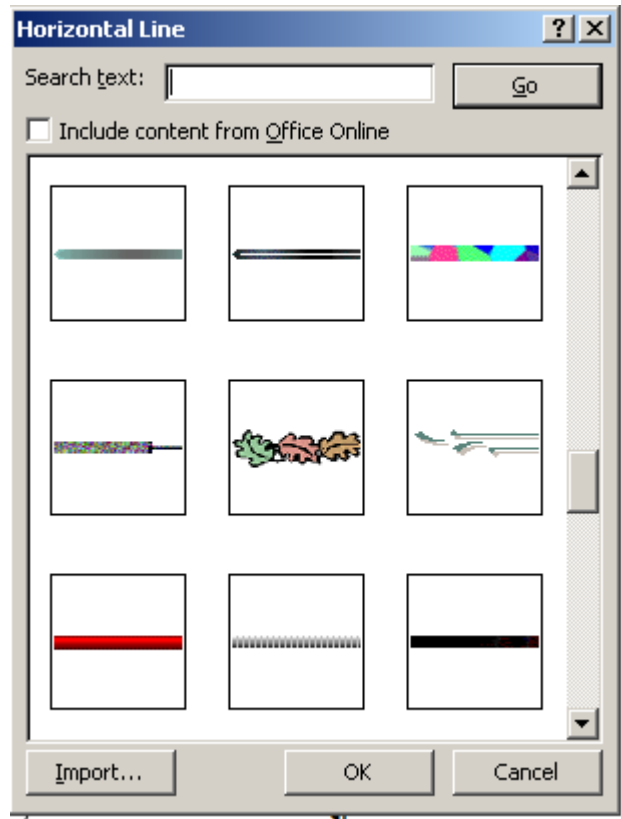 Horizontal Line
Search text: Go
Include content from Office Online
Import... OK Cancel